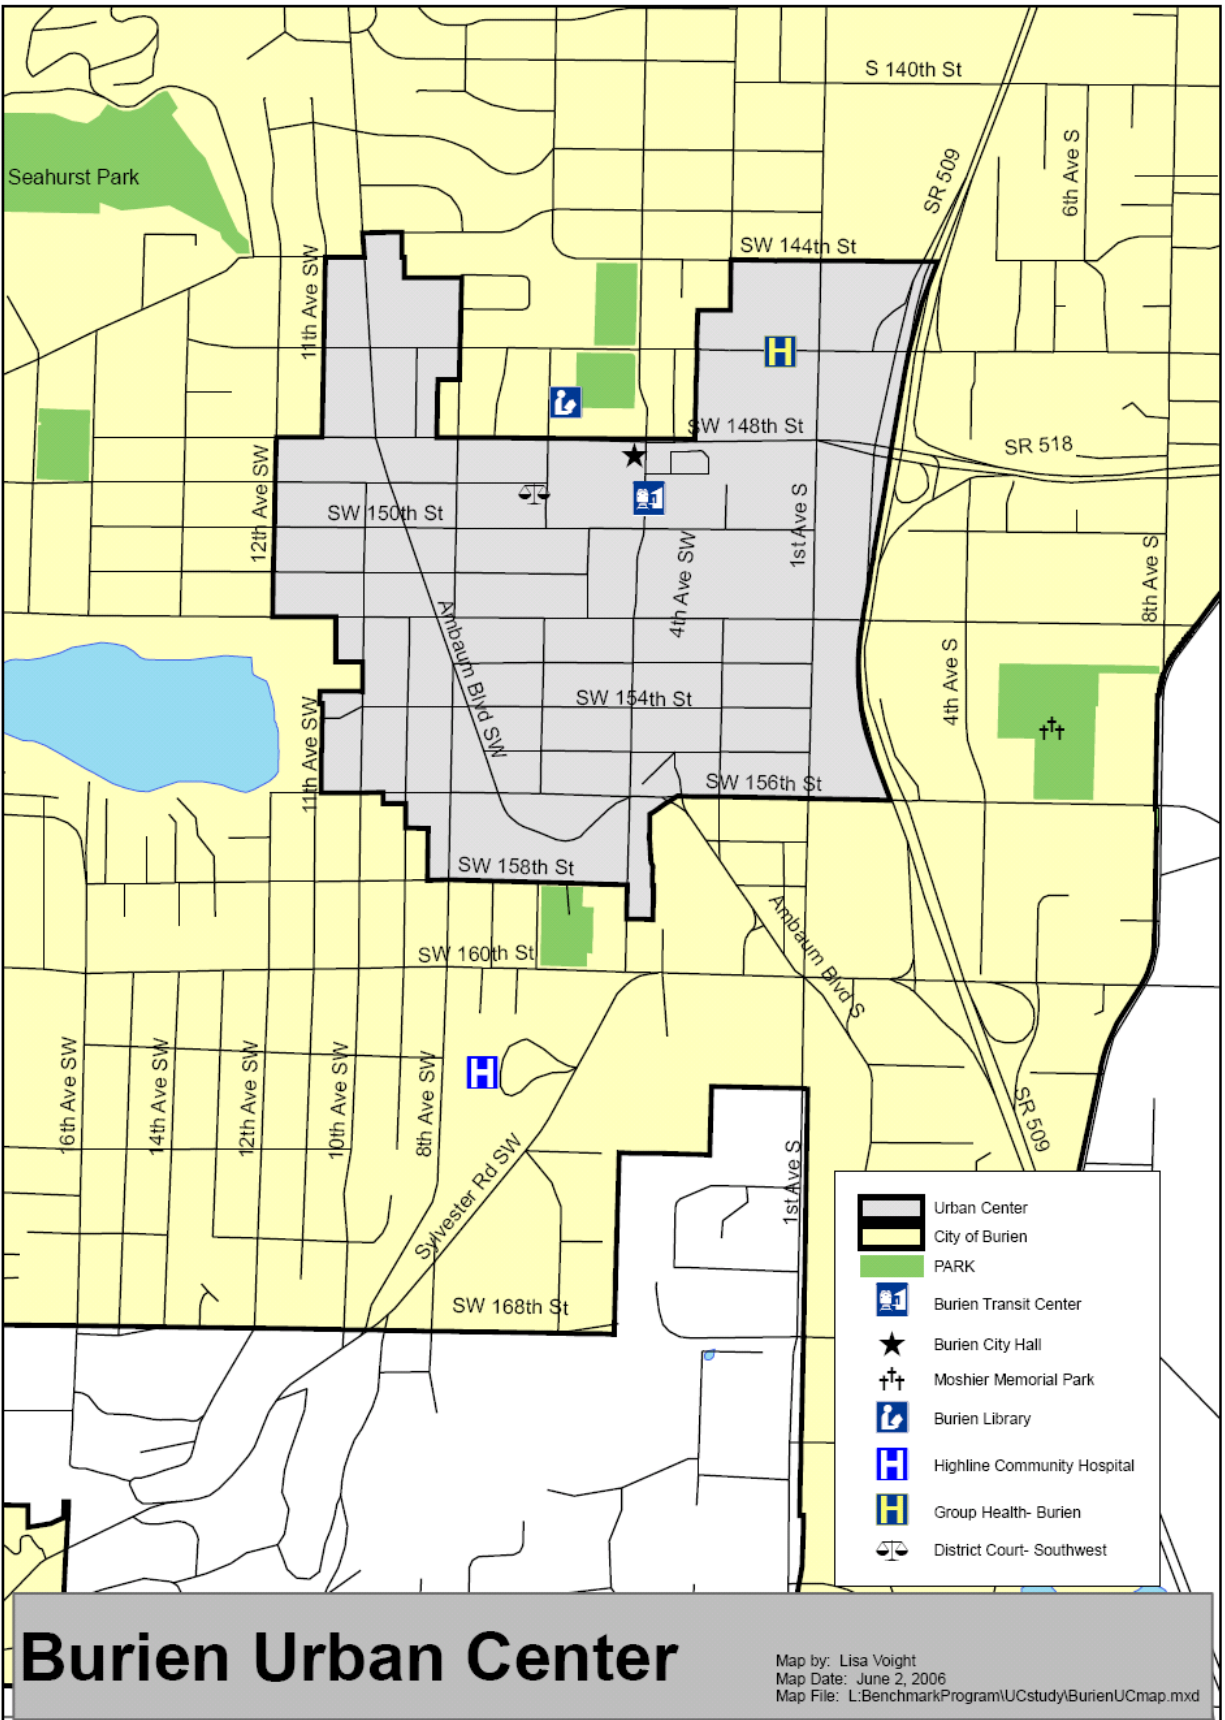 S 140th St
SR 509
6th Ave S
Seahurst Park
SW 144th St
11th Ave SW
SW 148th St
SR 518
12th Ave SW
SW 150th St
1st Ave S
4th Ave SW
8th Ave S
Ambaum Blvd SW
4th Ave S
SW 154th St
11th Ave SW
SW 156th St
SW 158th St
Ambaum Blvd S
SW 160th St
16th Ave SW
14th Ave SW
12th Ave SW
10th Ave SW
8th Ave SW
SR 509
Sylvester Rd SW
1st Ave S
SW 168th St
Urban Center
City of Burien
PARK
Burien Transit Center
Burien City Hall
Moshier Memorial Park
Burien Library
H Highline Community Hospital
H Group Health- Burien
District Court- Southwest
H
H
Burien Urban Center
Map by: Lisa Voight
Map Date: June 2, 2006
Map File: L:BenchmarkProgram\UCstudy\BurienUCmap.mxd